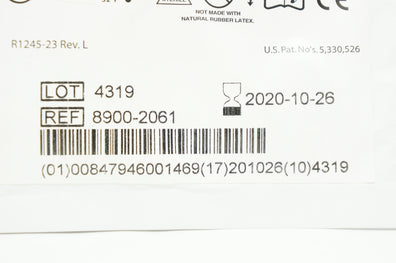 NOT MADE WITH
NATURAL RUBBER LATEX.
R1245-23 Rev. L
U.S. Pat. No's. 5,330,526
LOT 4319
2020-10-26
REF 8900-2061
(01)00847946001469(17)201026(10)4319